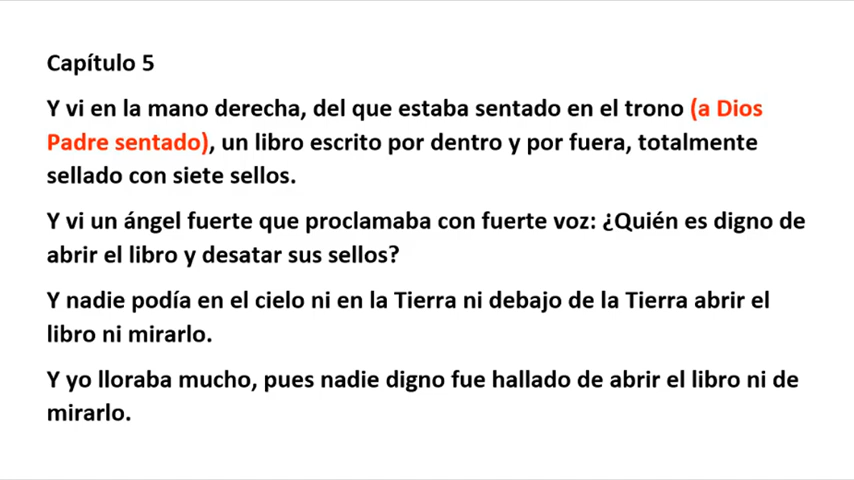 Capítulo 5
Y vi en la mano derecha, del que estaba sentado en el trono (a Dios
Padre sentado), un libro escrito por dentro y por fuera, totalmente
sellado con siete sellos.
Y vi un ángel fuerte que proclamaba con fuerte voz: ¿Quién es digno de
abrir el libro y desatar sus sellos?
Y nadie podía en el cielo ni en la Tierra ni debajo de la Tierra abrir el
libro ni mirarlo.
Y yo lloraba mucho, pues nadie digno fue hallado de abrir el libro ni de
mirarlo.